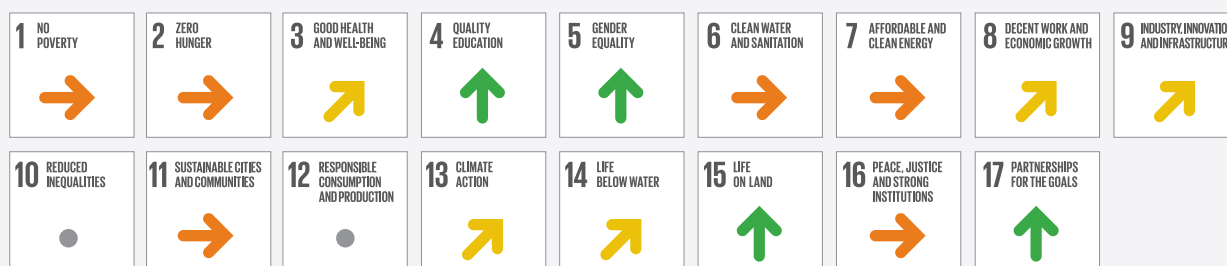 1 NO
POVERTY
2 ZERO
HUNGER
3 GOOD HEALTH
AND WELL-BEING
4 QUALITY
EDUCATION
5 GENDER
EQUALITY
6 CLEAN WATER
AND SANITATION
7 AFFORDABLE AND
CLEAN ENERGY
8 DECENT WORK AND
ECONOMIC GROWTH
9 INDUSTRY, INNOVATIO
AND INFRASTRUCTUR
10 REDUCED
INEQUALITIES
11 SUSTAINABLE CITIES
AND COMMUNITIES
12 RESPONSIBLE
CONSUMPTION
AND PRODUCTION
13 CLIMATE
ACTION
14 LIFE
BELOW WATER
15 LIFE
ON LAND
16 PEACE, JUSTICE
AND STRONG
INSTITUTIONS
17 PARTNERSHIPS
FOR THE GOALS